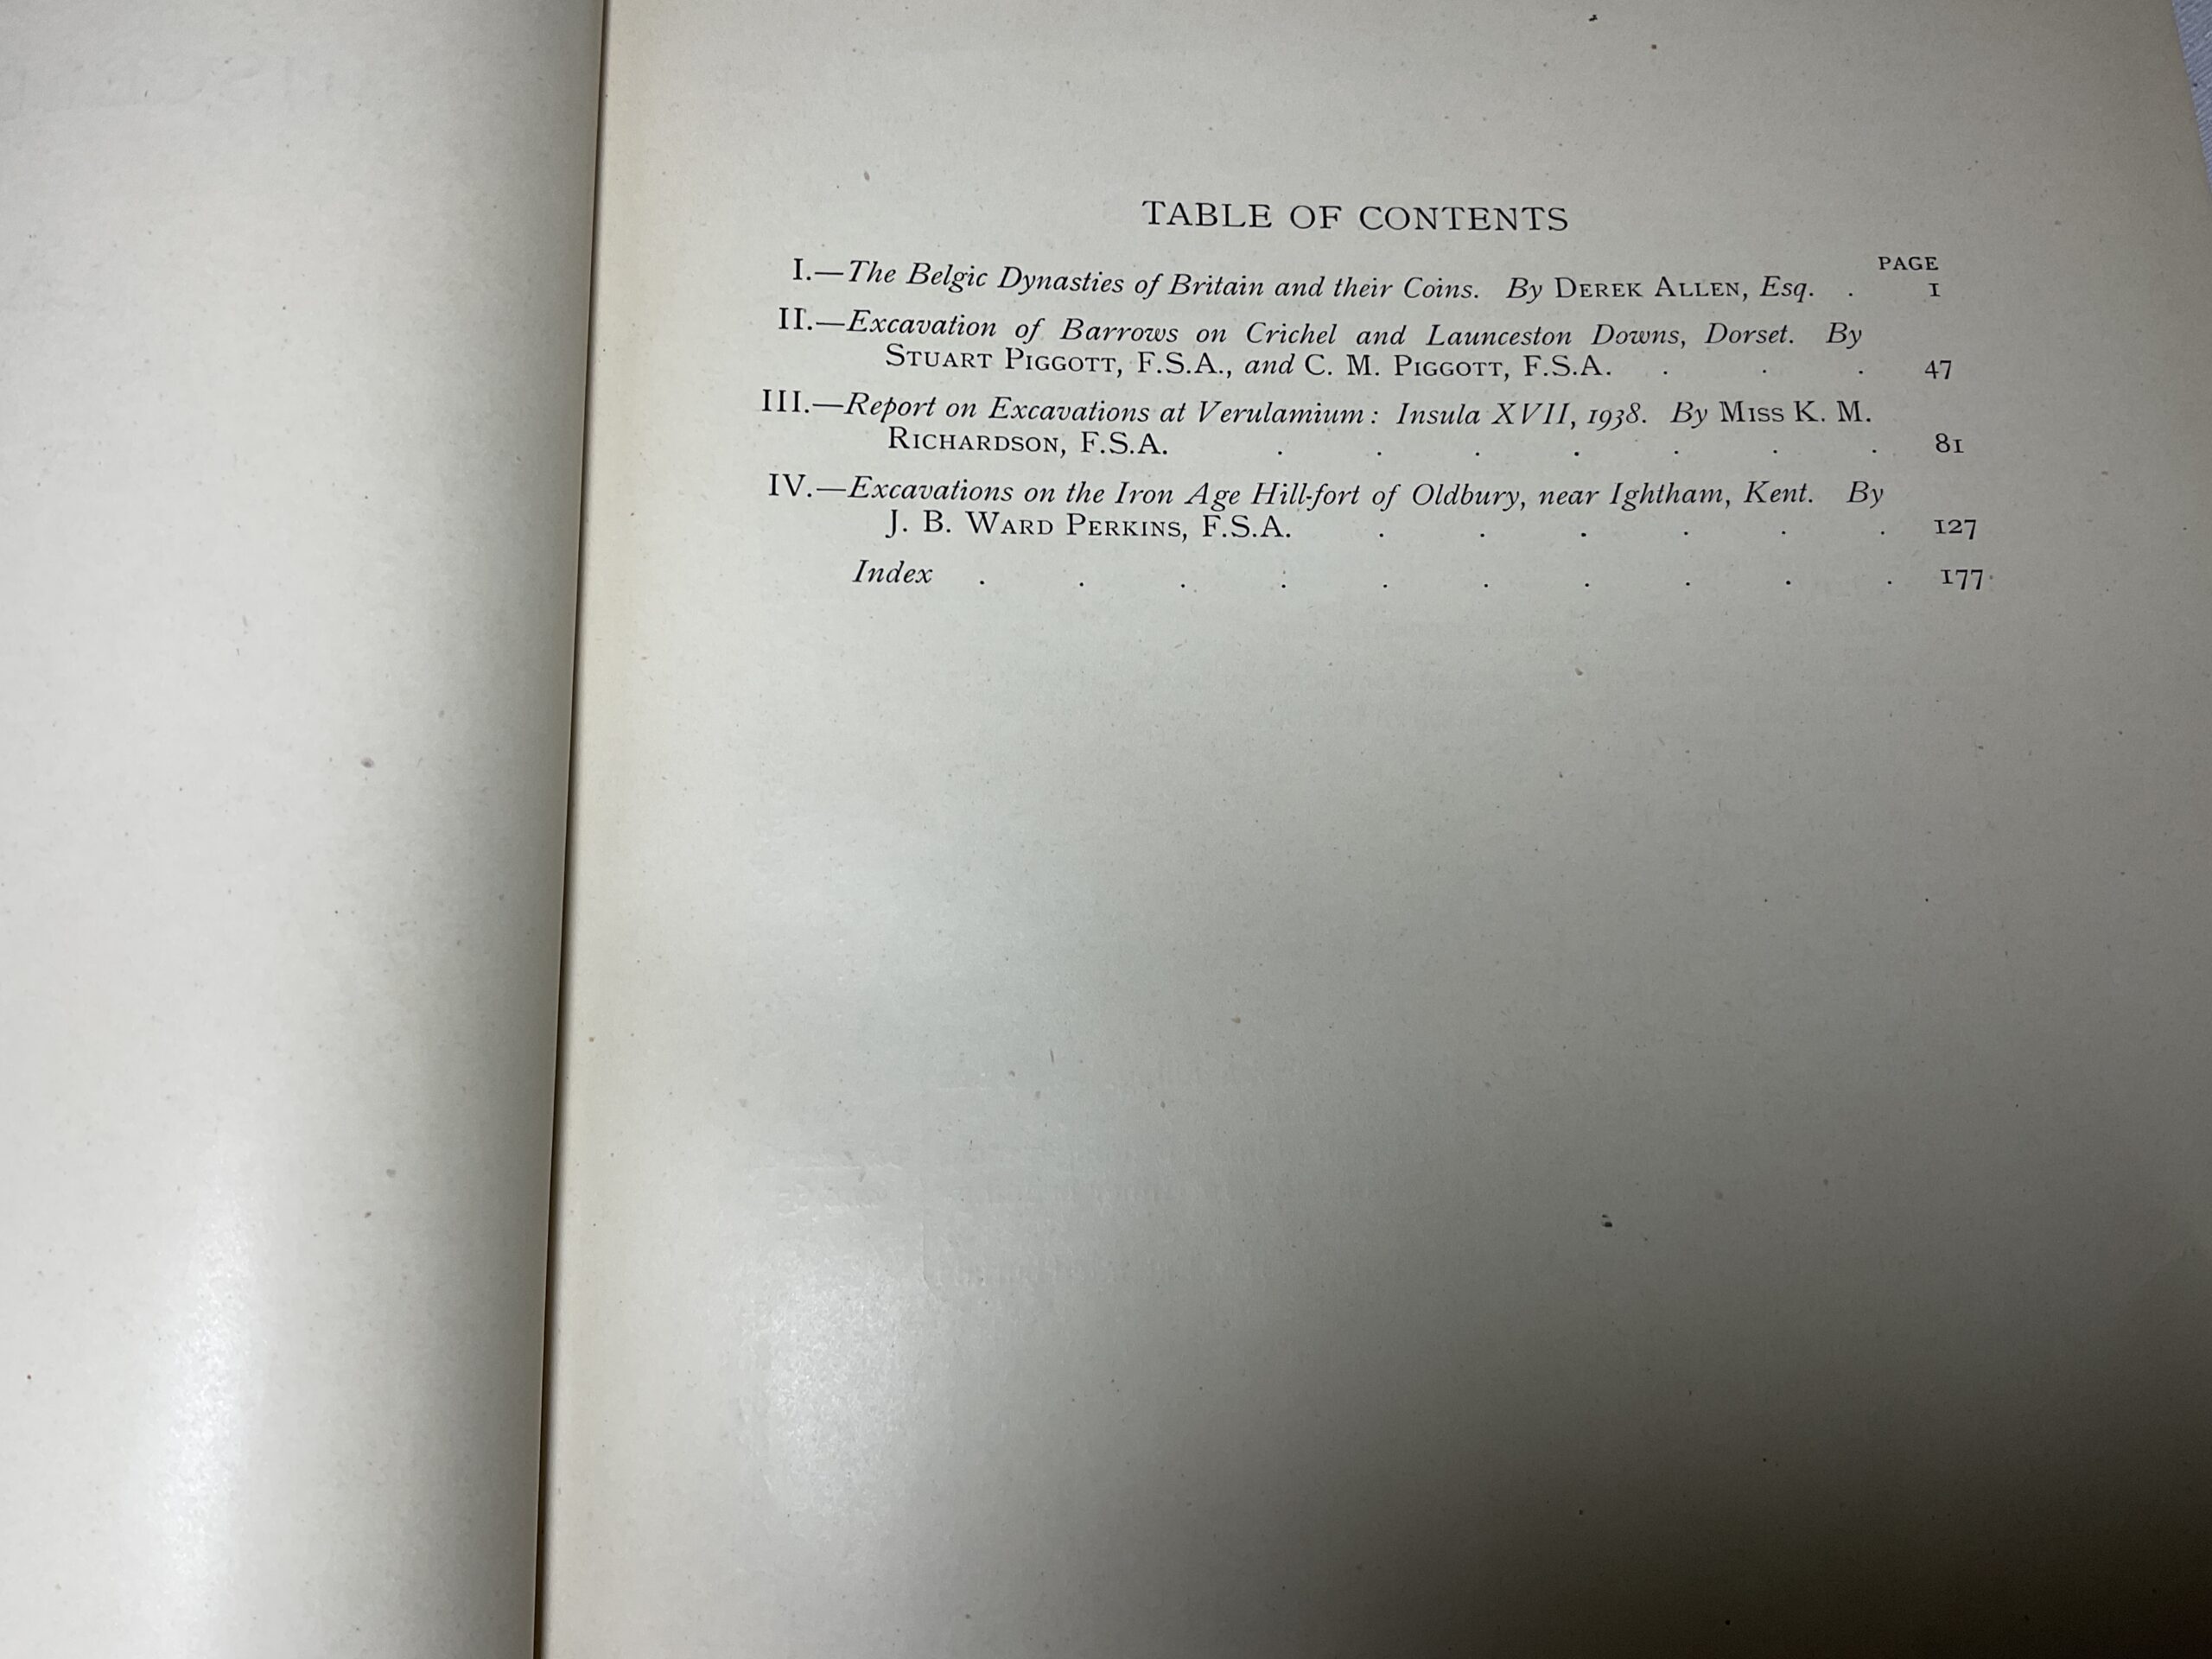 TABLE OF CONTENTS
PAGE
I.—The Belgic Dynasties of Britain and their Coins. By DEREK ALLEN, Esq. . 1
II.—Excavation of Barrows on Crichel and Launceston Downs, Dorset. By
STUART PIGGOTT, F.S.A., and C. M. PIGGOTT, F.S.A. . . . 47
III.—Report on Excavations at Verulamium: Insula XVII, 1938. By MISS K. M.
RICHARDSON, F.S.A. . . . . . . . 81
IV.—Excavations on the Iron Age Hill-fort of Oldbury, near Ightham, Kent. By
J. B. WARD PERKINS, F.S.A. . . . . . . 127
Index . . . . . . . . . . 177